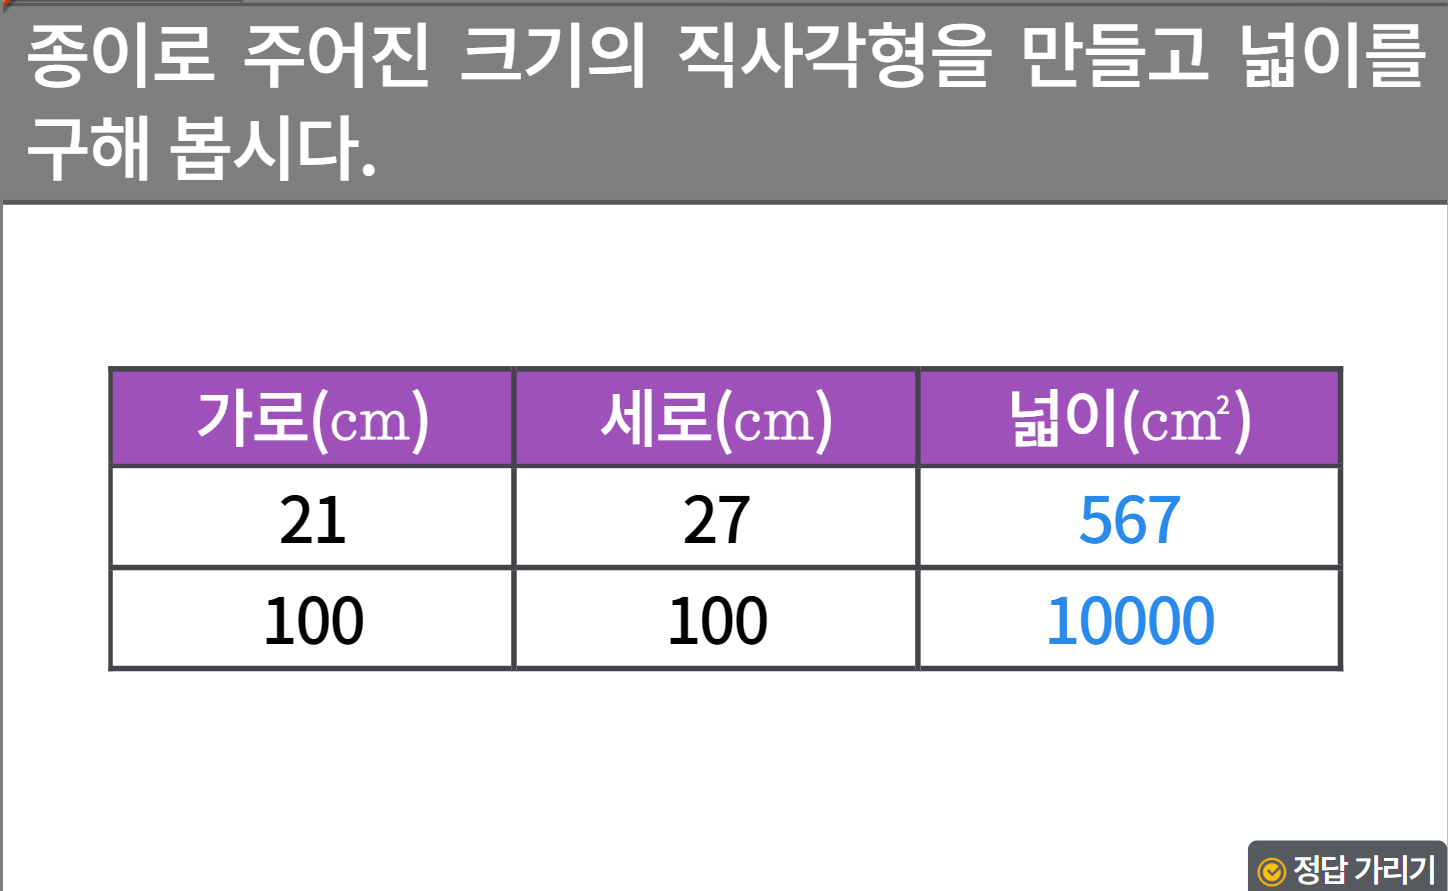 종이로 주어진 크기의 직사각형을 만들고 넓이를
구해 봅시다.
가로(cm) 세로(cm) 넓이(cm²)
21 27 567
100 100 10000
정답 가리기